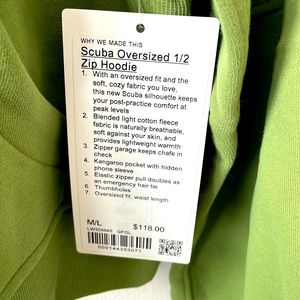 WHY WE MADE THIS
Scuba Oversized 1/2
Zip Hoodie
1. With an oversized fit and the
soft, cozy fabric you love,
this new Scuba silhouette keeps
your post-practice comfort at
peak levels
2. Blended light cotton fleece
fabric is naturally breathable,
soft against your skin, and
provides lightweight warmth
3. Zipper garage keeps chafe in
check
4. Kangaroo pocket with hidden
phone sleeve
5. Elastic zipper pull doubles as
an emergency hair tie
6. Thumbholes
7. Oversized fit, waist length
M/L
$118.00